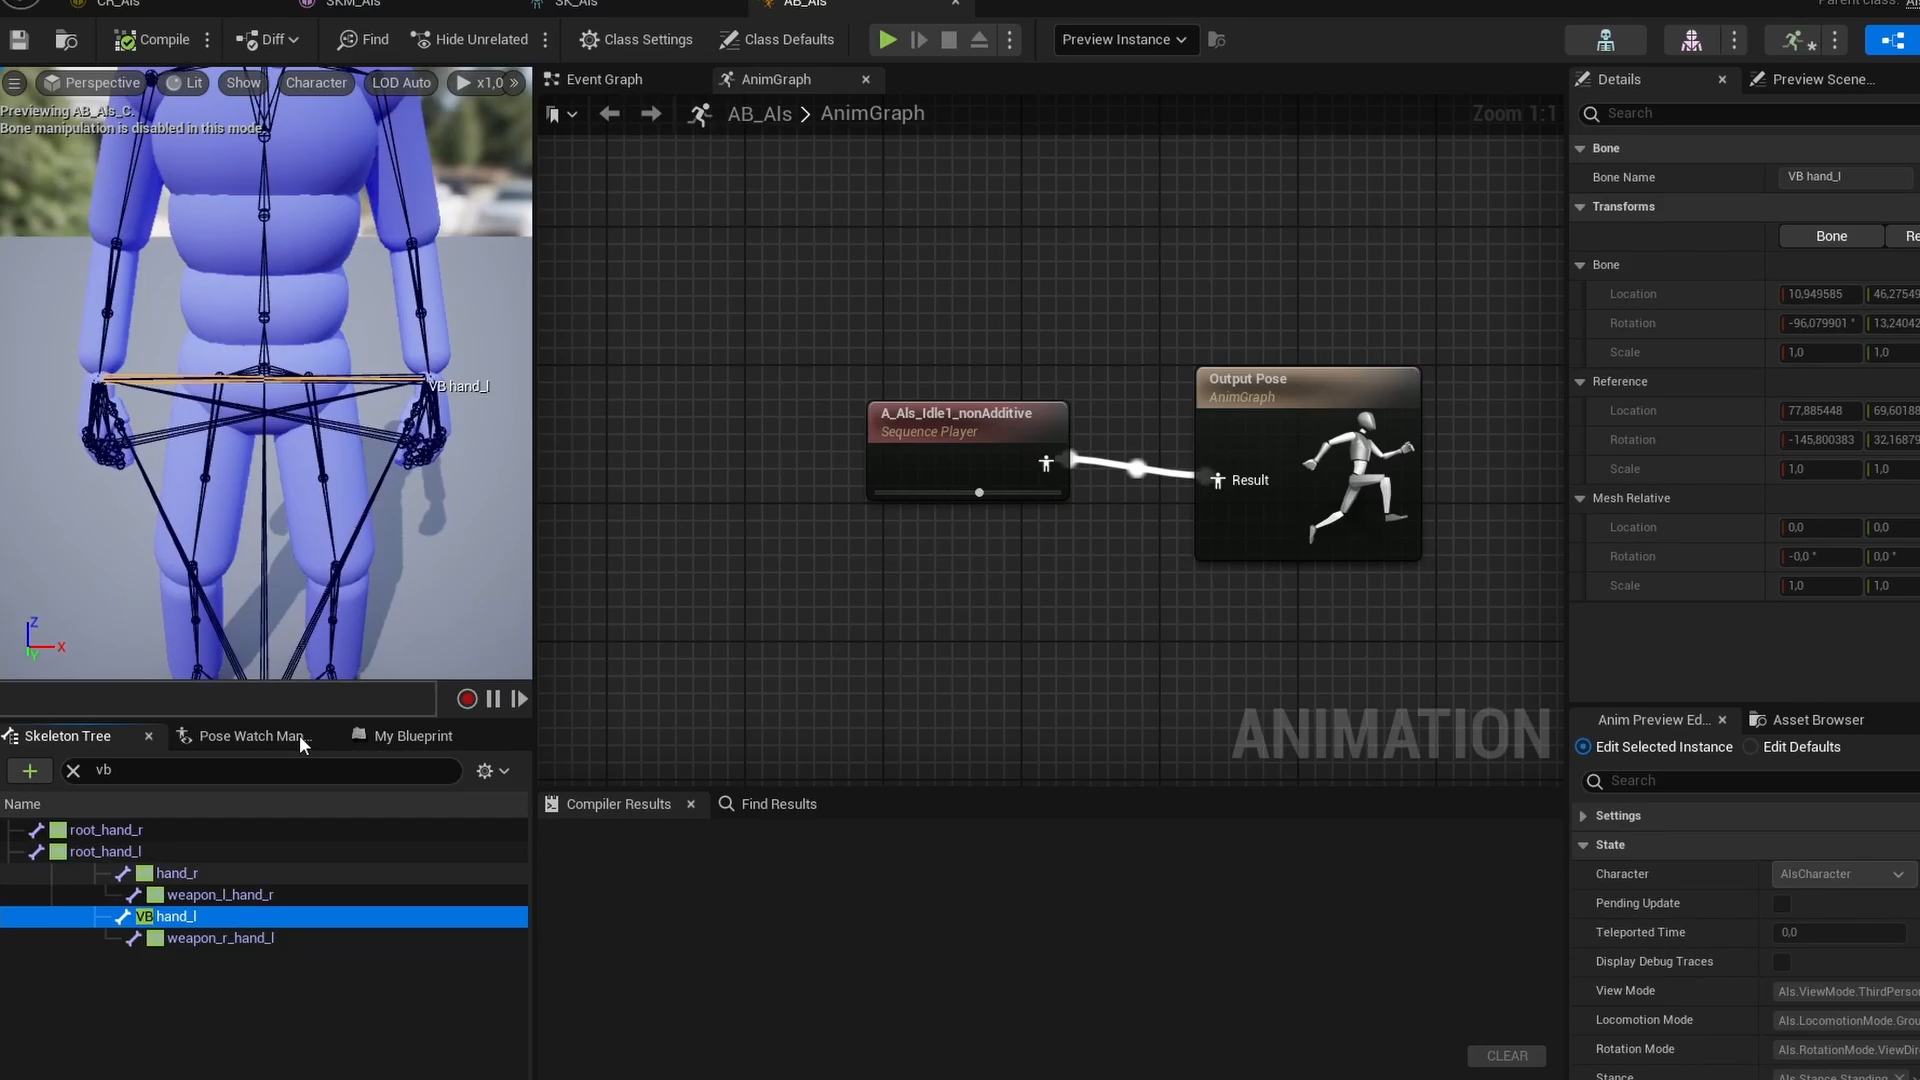 CR_Als
SKM_Als
SK_Als
AB_Als
Compile
Diff
Find
Hide Unrelated
Class Settings
Class Defaults
Preview Instance
Perspective
Lit
Show
Character
LOD Auto
x1,0
Previewing AB_Als_C.
Bone manipulation is disabled in this mode.
VB hand_l
Z
X
Y
Event Graph
AnimGraph
AB_Als > AnimGraph
Zoom 1:1
A_Als_Idle1_nonAdditive
Sequence Player
Output Pose
AnimGraph
Result
ANIMATION
Skeleton Tree
Pose Watch Man...
My Blueprint
vb
Name
root_hand_r
root_hand_l
hand_r
weapon_l_hand_r
VB hand_l
weapon_r_hand_l
Compiler Results
Find Results
CLEAR
Details
Preview Scene...
Search
Bone
Bone Name
VB hand_l
Transforms
Bone
Re
Bone
Location
10,949585
46,27549
Rotation
-96,079901 °
13,24042
Scale
1,0
1,0
Reference
Location
77,885448
69,60188
Rotation
-145,800383
32,16879
Scale
1,0
1,0
Mesh Relative
Location
0,0
0,0
Rotation
-0,0 °
0,0 °
Scale
1,0
1,0
Anim Preview Ed...
Asset Browser
Edit Selected Instance
Edit Defaults
Search
Settings
State
Character
AlsCharacter
Pending Update
Teleported Time
0,0
Display Debug Traces
View Mode
Als.ViewMode.ThirdPerso
Locomotion Mode
Als.LocomotionMode.Grou
Rotation Mode
Als.RotationMode.ViewDir
Stance
Als.Stance.Standing